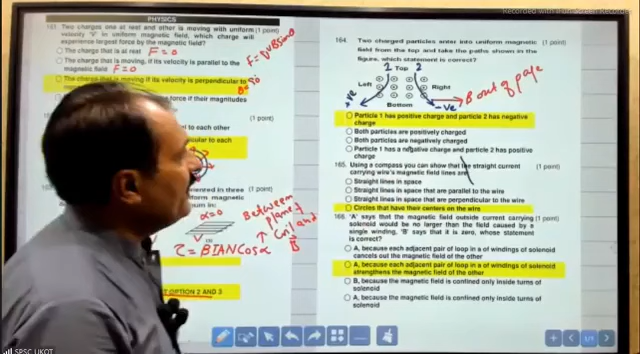 Recorded with iScreen Recorder
PHYSICS
Two charges one at rest and other is moving with uniform (1 point)
velocity 'V' in uniform magnetic field, which charge will
experience largest force by the magnetic field?
The charge that is at rest F = 0
The charge that is moving, if its velocity is parallel to the
magnetic field F = 0
F = qVBSinθ
The charge that is moving if its velocity is perpendicular to
θ = 90
force if their magnitudes
(1 point)
to each other
cular to each
(1 point)
uniform magnetic
α = 0
Between
plane of
Coil and
B
τ = BIANCosα
OPTION 2 AND 3
164. Two charged particles enter into uniform magnetic (1 point)
field from the top and take the paths shown in the
figure, which statement is correct?
1 Top 2
Left
Right
+ve
-ve
Bottom
B out of page
Particle 1 has positive charge and particle 2 has negative
charge
Both particles are positively charged
Both particles are negatively charged
Particle 1 has a negative charge and particle 2 has positive
charge
165. Using a compass you can show that the straight current (1 point)
carrying wire's magnetic field lines are
Straight lines in space
Straight lines in space that are parallel to the wire
Straight lines in space that are perpendicular to the wire
Circles that have their centers on the wire
166. 'A' says that the magnetic field outside current carrying (1 point)
solenoid would be no larger than the field caused by a
single winding. 'B' says that it is zero, whose statement
is correct?
A, because each adjacent pair of loop in a of windings of solenoid
cancels out the magnetic field of the other
A, because each adjacent pair of loop in a of windings of solenoid
strengthens the magnetic field of the other
B, because the magnetic field is confined only inside turns of
solenoid
A, because the magnetic field is confined only inside turns of
solenoid
SPSC UKOT